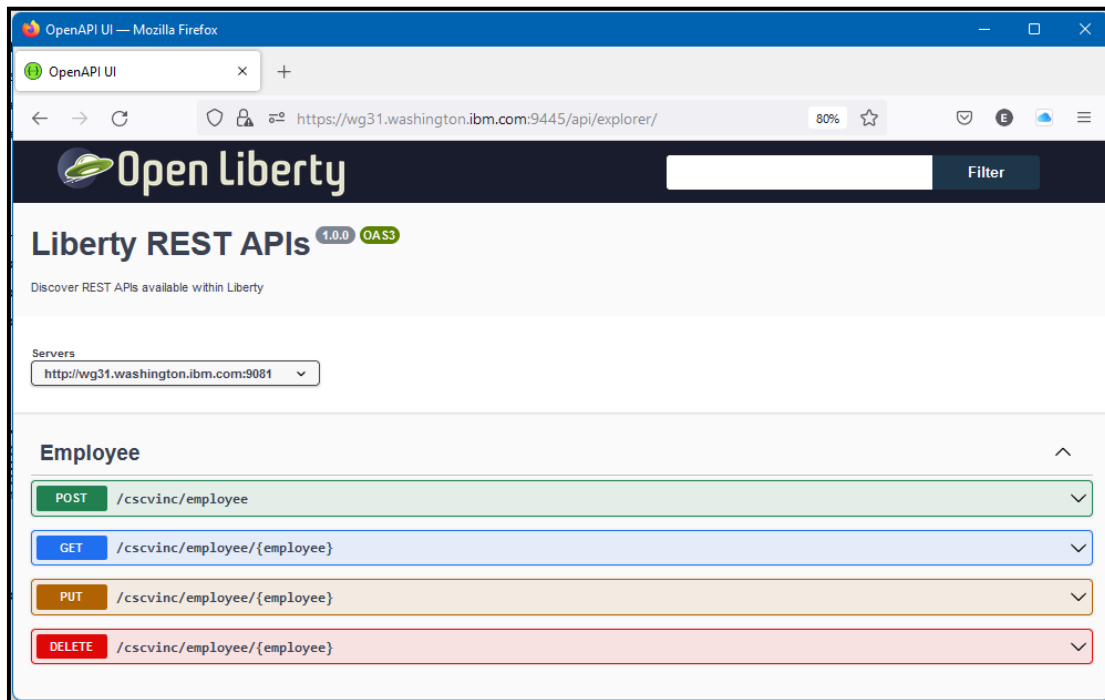 OpenAPI UI — Mozilla Firefox
OpenAPI UI
https://wg31.washington.ibm.com:9445/api/explorer/
80%
E
Open Liberty
Filter
Liberty REST APIs 1.0.0 OAS3
Discover REST APIs available within Liberty
Servers
http://wg31.washington.ibm.com:9081
Employee
POST /cscvinc/employee
GET /cscvinc/employee/{employee}
PUT /cscvinc/employee/{employee}
DELETE /cscvinc/employee/{employee}